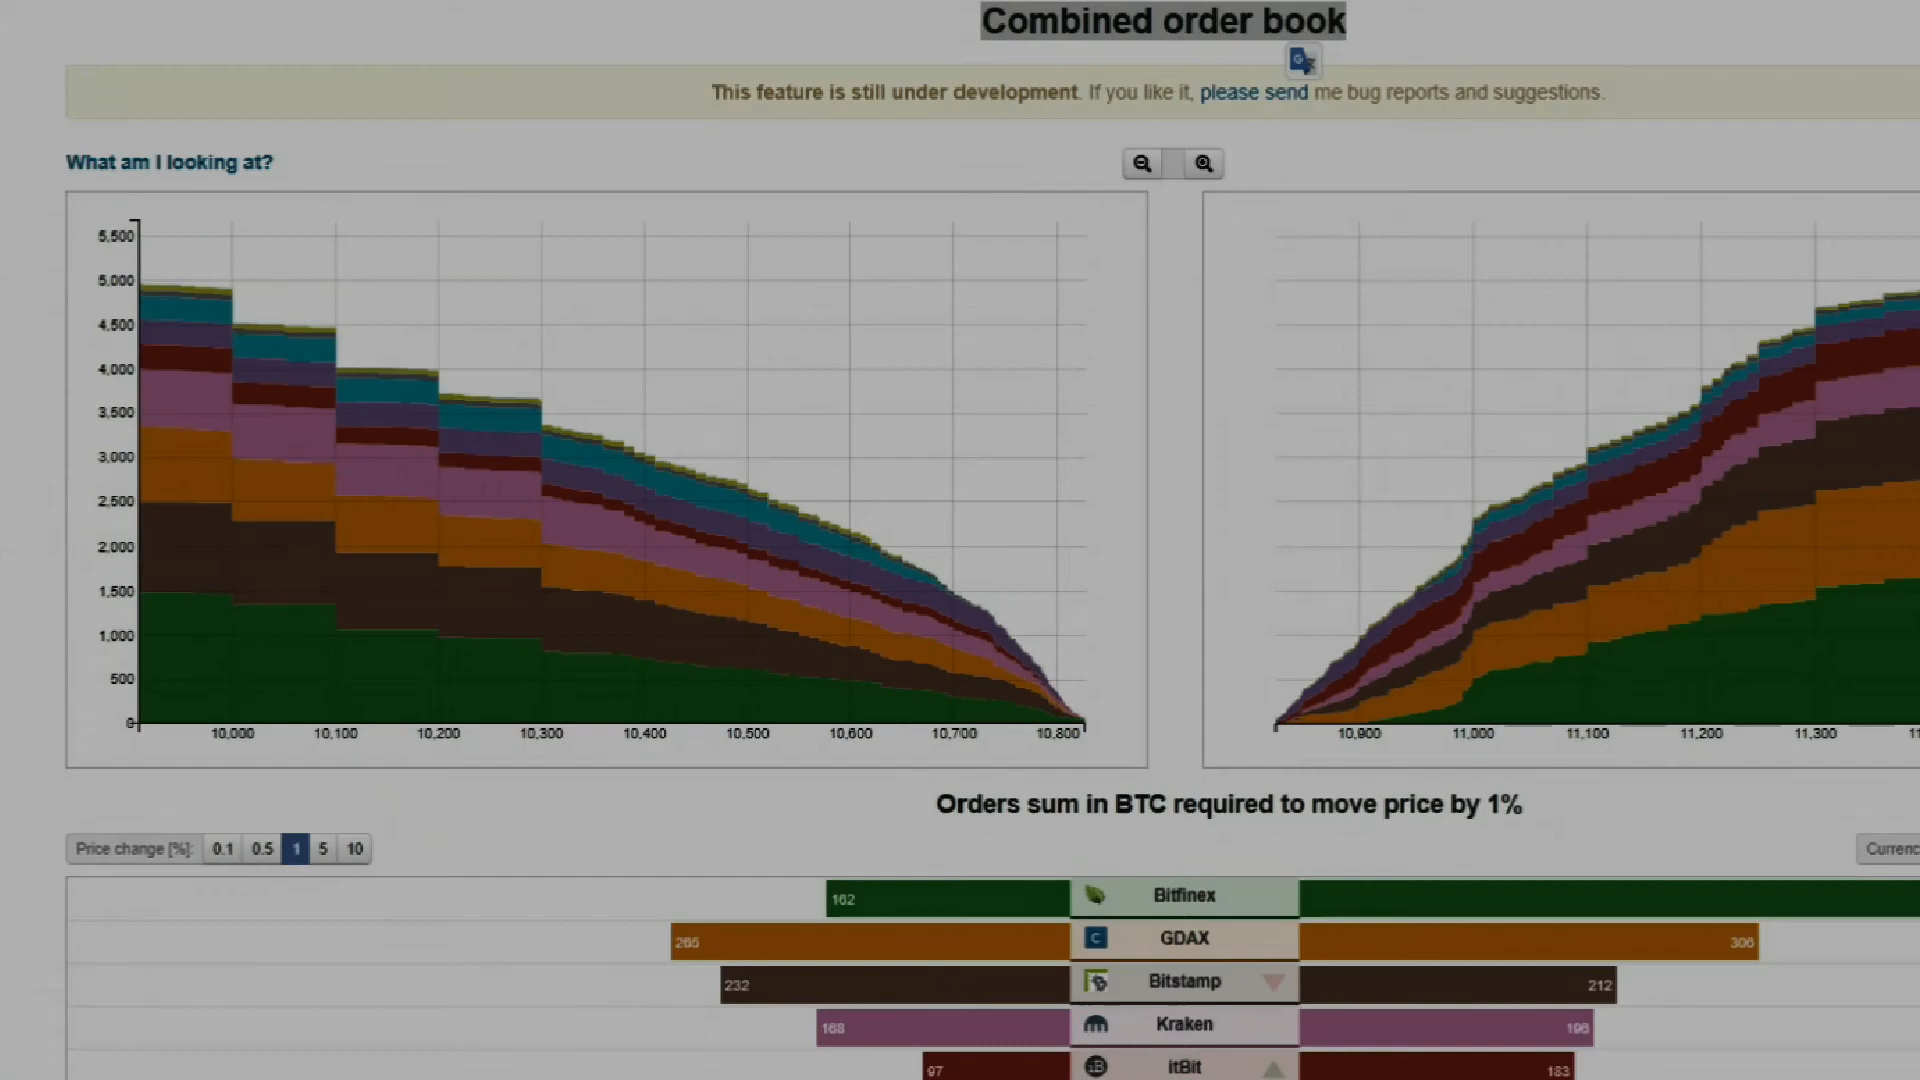 Combined order book
This feature is still under development. If you like it, please send me bug reports and suggestions.
What am I looking at?
5,500
5,000
4,500
4,000
3,500
3,000
2,500
2,000
1,500
1,000
500
0
10,000 10,100 10,200 10,300 10,400 10,500 10,600 10,700 10,800
10,900 11,000 11,100 11,200 11,300
Orders sum in BTC required to move price by 1%
Price change [%]: 0.1 0.5 1 5 10
Currenc
162 Bitfinex
265 GDAX 306
232 Bitstamp 212
168 Kraken 196
97 itBit 183